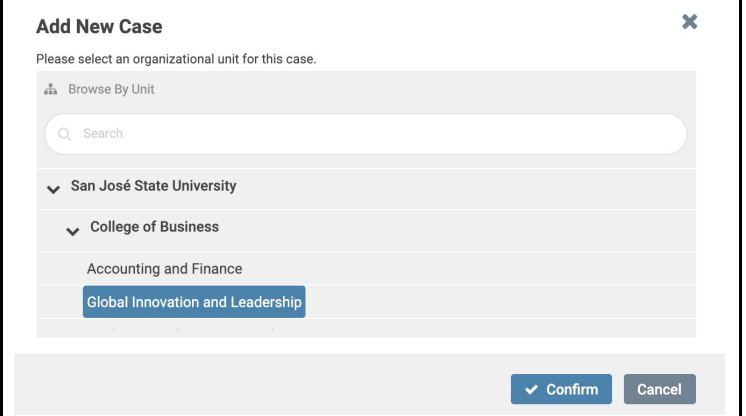 Add New Case
Please select an organizational unit for this case.
Browse By Unit
Search
San José State University
College of Business
Accounting and Finance
Global Innovation and Leadership
Confirm
Cancel